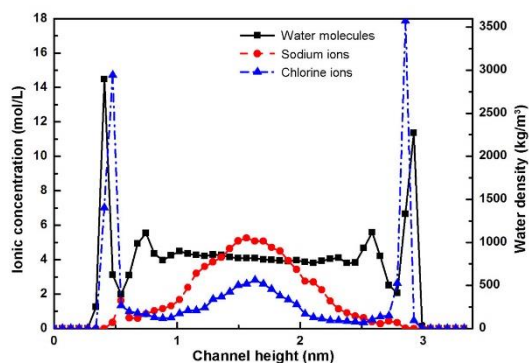 Water molecules
Sodium ions
Chlorine ions
Ionic concentration (mol/L)
18
16
14
12
10
8
6
4
2
0
Water density (kg/m³)
3500
3000
2500
2000
1500
1000
500
0
0 1 2 3
Channel height (nm)